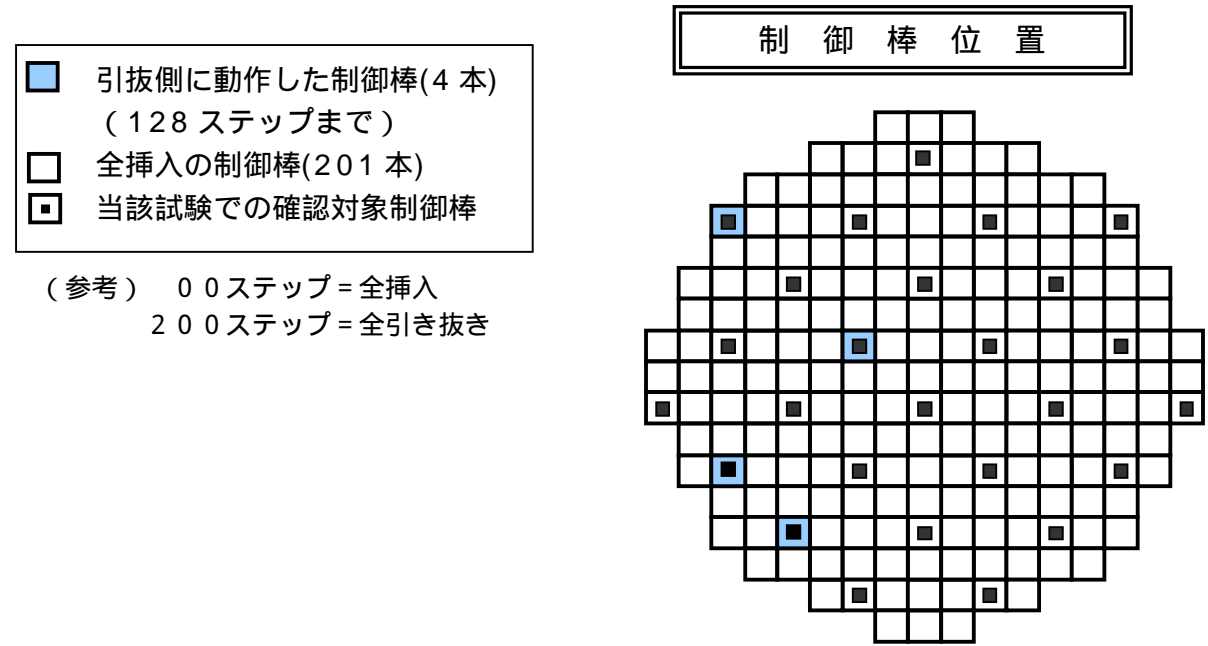 制 御 棒 位 置
引抜側に動作した制御棒(4 本)
（128 ステップまで）
全挿入の制御棒(201 本)
当該試験での確認対象制御棒
（参考）　００ステップ＝全挿入
２００ステップ＝全引き抜き